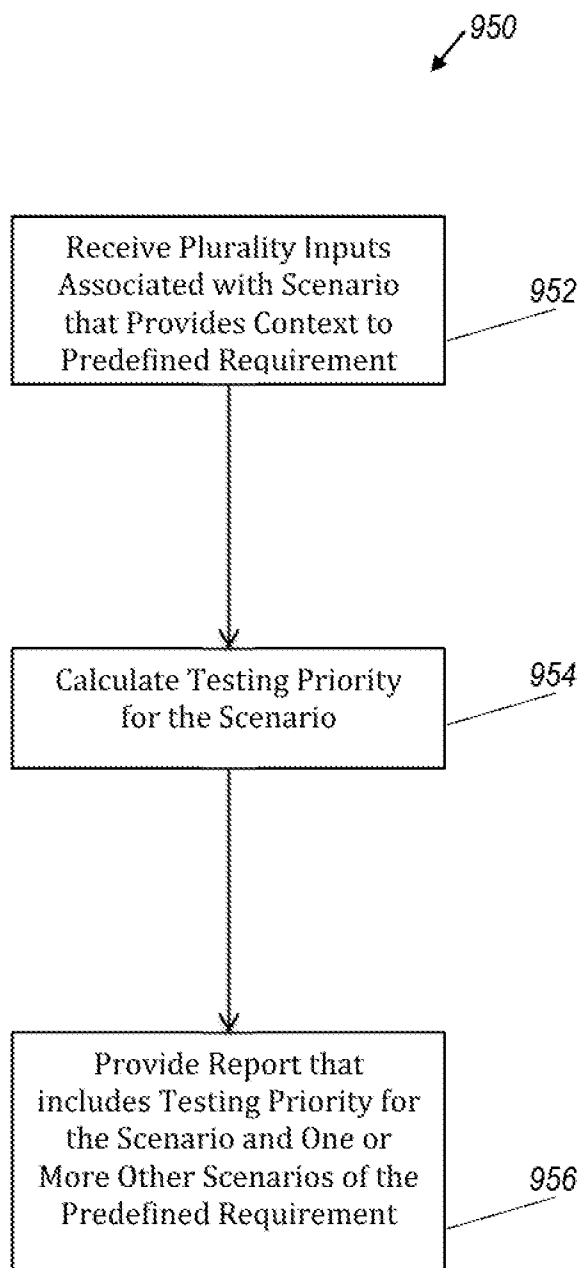 950
Receive Plurality Inputs
Associated with Scenario
that Provides Context to
Predefined Requirement
952
Calculate Testing Priority
for the Scenario
954
Provide Report that
includes Testing Priority for
the Scenario and One or
More Other Scenarios of the
Predefined Requirement
956